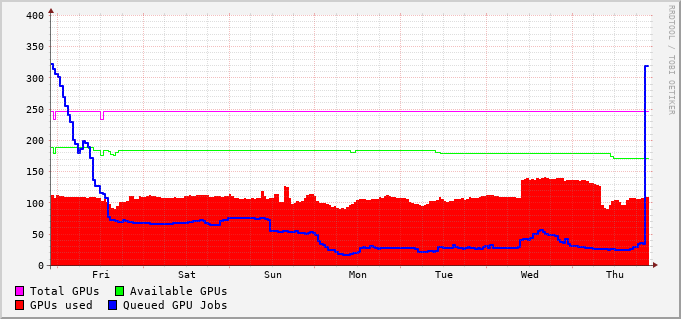 400
350
300
250
200
150
100
50
0
Fri Sat Sun Mon Tue Wed Thu
Total GPUs Available GPUs
GPUs used Queued GPU Jobs
RRDTOOL / TOBI OETIKER